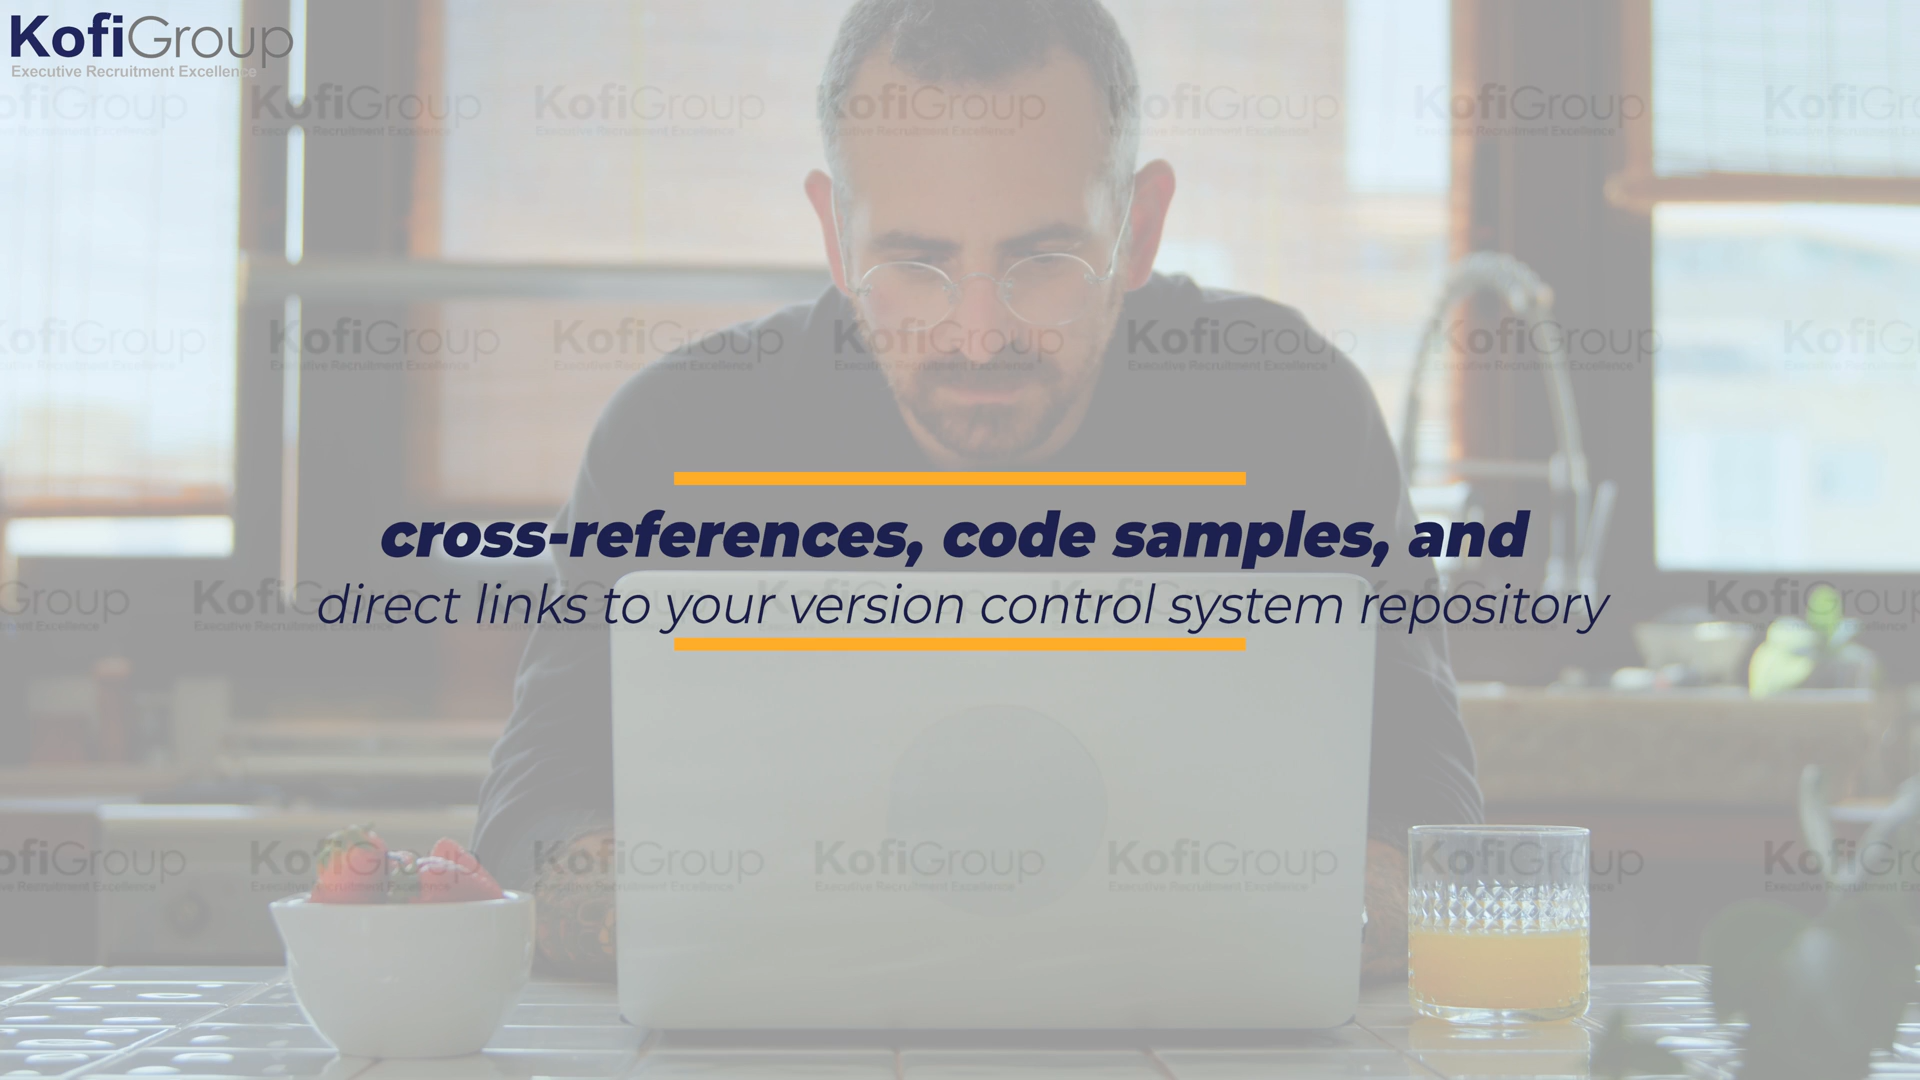 KofiGroup
Executive Recruitment Excellence
cross-references, code samples, and
direct links to your version control system repository